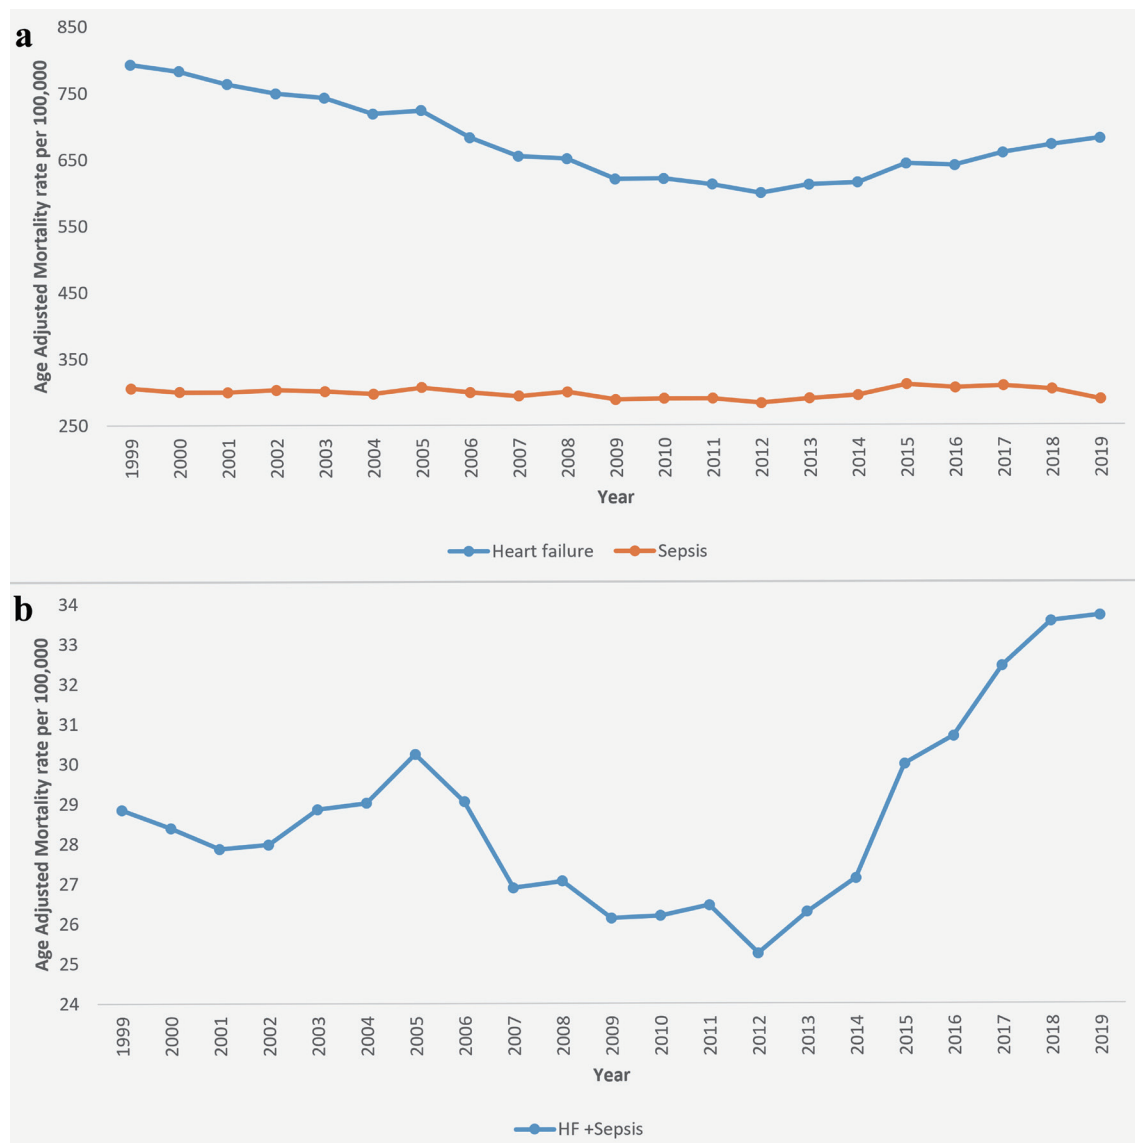 a
Age Adjusted Mortality rate per 100,000
850
750
650
550
450
350
250
1999 2000 2001 2002 2003 2004 2005 2006 2007 2008 2009 2010 2011 2012 2013 2014 2015 2016 2017 2018 2019
Year
Heart failure Sepsis
b
Age Adjusted Mortality rate per 100,000
34
33
32
31
30
29
28
27
26
25
24
1999 2000 2001 2002 2003 2004 2005 2006 2007 2008 2009 2010 2011 2012 2013 2014 2015 2016 2017 2018 2019
Year
HF +Sepsis